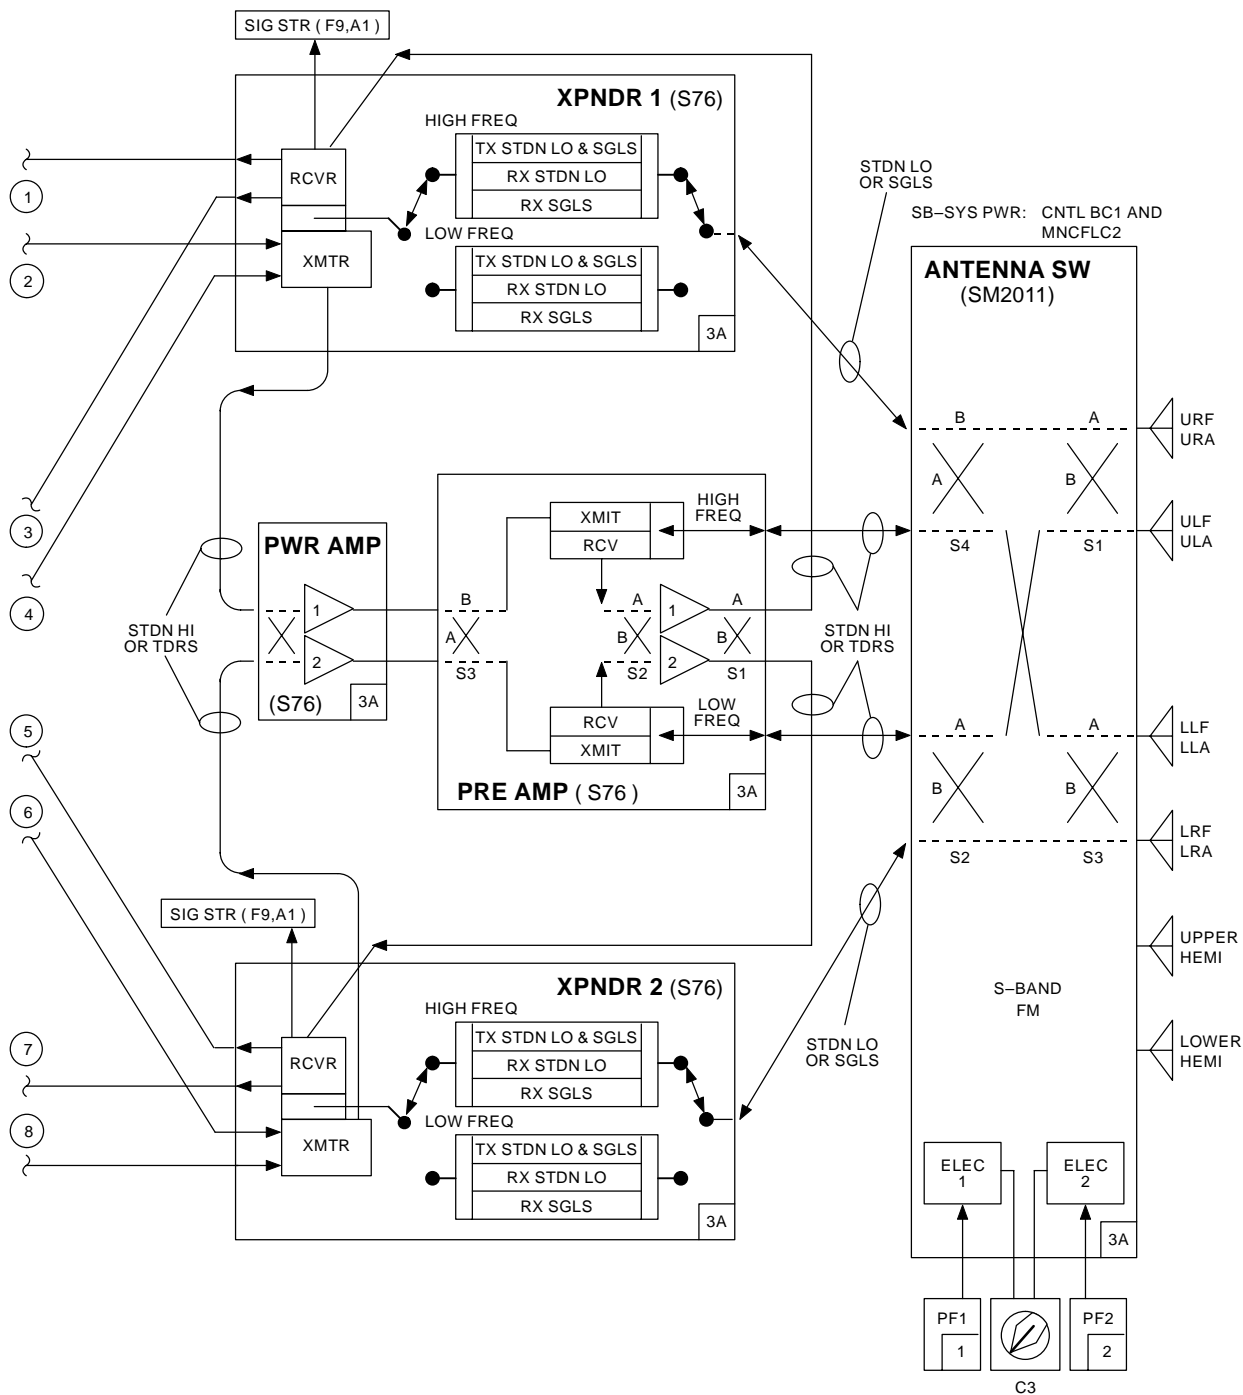 SIG STR ( F9,A1 )
XPNDR 1 (S76)
HIGH FREQ
TX STDN LO & SGLS
RX STDN LO
RX SGLS
LOW FREQ
TX STDN LO & SGLS
RX STDN LO
RX SGLS
RCVR
XMTR
3A
1
2
3
4
STDN LO
OR SGLS
SB–SYS PWR: CNTL BC1 AND
MNCFLC2
ANTENNA SW
(SM2011)
B
A
A
B
S4
S1
URF
URA
ULF
ULA
PWR AMP
1
2
(S76)
3A
STDN HI
OR TDRS
XMIT
RCV
HIGH
FREQ
B
A
S3
A
B
S2
1
2
A
B
S1
LOW
FREQ
RCV
XMIT
PRE AMP ( S76 )
3A
STDN HI
OR TDRS
A
A
B
B
S2
S3
LLF
LLA
LRF
LRA
UPPER
HEMI
LOWER
HEMI
S–BAND
FM
5
6
7
8
SIG STR ( F9,A1 )
XPNDR 2 (S76)
HIGH FREQ
TX STDN LO & SGLS
RX STDN LO
RX SGLS
LOW FREQ
TX STDN LO & SGLS
RX STDN LO
RX SGLS
RCVR
XMTR
3A
STDN LO
OR SGLS
ELEC
1
ELEC
2
3A
PF1
1
PF2
2
C3